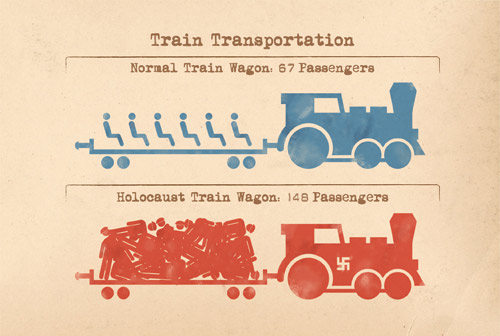 Train Transportation
Normal Train Wagon: 67 Passengers
Holocaust Train Wagon: 148 Passengers